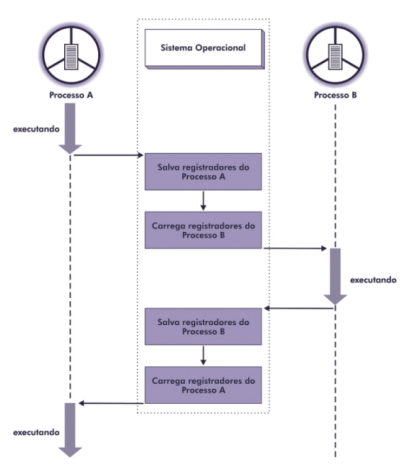 Sistema Operacional
Processo A
Processo B
executando
Salva registradores do
Processo A
Carrega registradores do
Processo B
executando
Salva registradores do
Processo B
Carrega registradores do
Processo A
executando